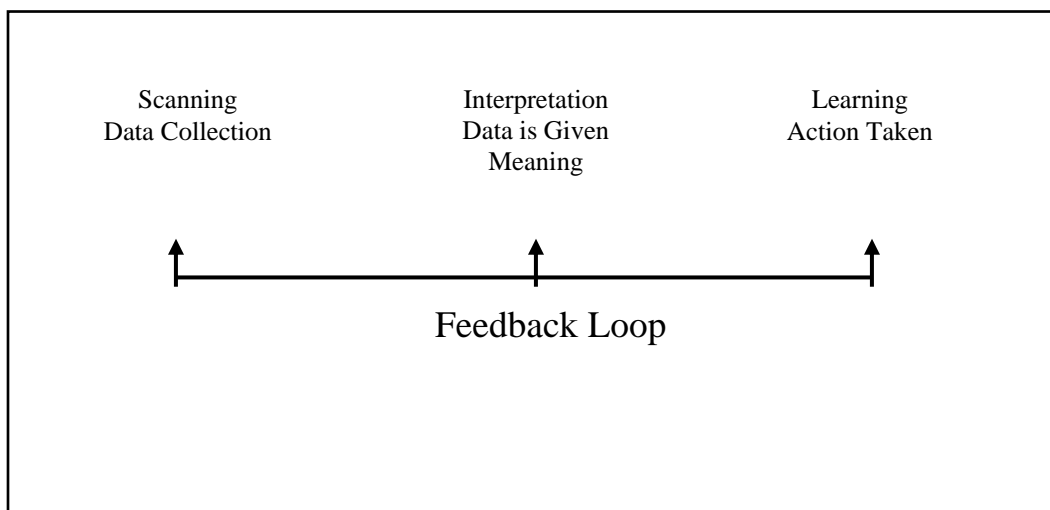 Scanning
Data Collection
Interpretation
Data is Given
Meaning
Learning
Action Taken
Feedback Loop